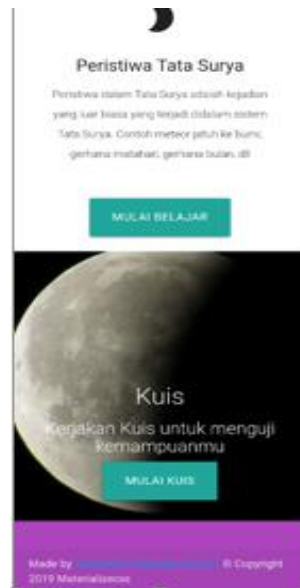 Peristiwa Tata Surya
Peristiwa sistem Tata Surya adalah kejadian
yang luar biasa yang terjadi didalam sistem
Tata Surya. Contoh meteor jatuh ke bumi,
gerhana matahari, gerhana bulan, dll
MULAI BELAJAR
Kuis
Kerjakan Kuis untuk menguji
kemampuanmu
MULAI KUIS
Made by © Copyright
2019 Materializecss